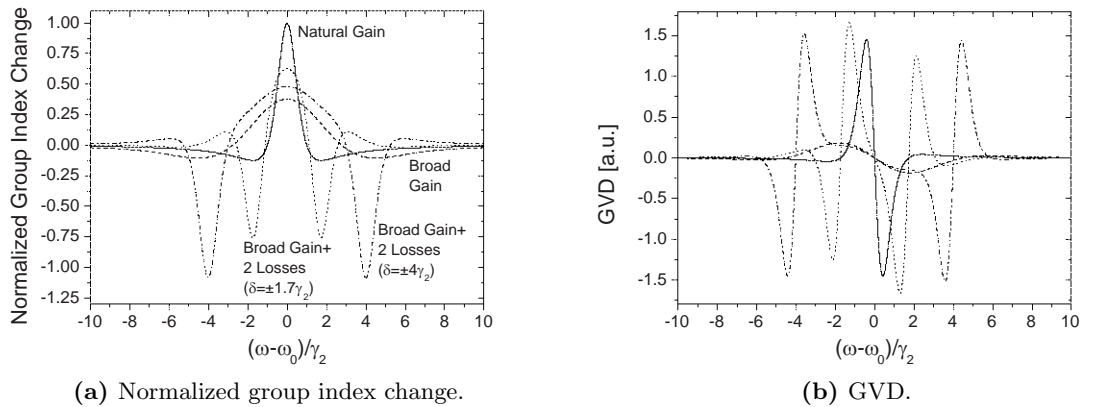 Normalized Group Index Change
1.00
0.75
0.50
0.25
0.00
-0.25
-0.50
-0.75
-1.00
-1.25
Natural Gain
Broad
Gain
Broad Gain+
2 Losses
(δ=±1.7γ₂)
Broad Gain+
2 Losses
(δ=±4γ₂)
-10 -8 -6 -4 -2 0 2 4 6 8 10
(ω-ω₀)/γ₂
(a) Normalized group index change.
GVD [a.u.]
1.5
1.0
0.5
0.0
-0.5
-1.0
-1.5
-10 -8 -6 -4 -2 0 2 4 6 8 10
(ω-ω₀)/γ₂
(b) GVD.